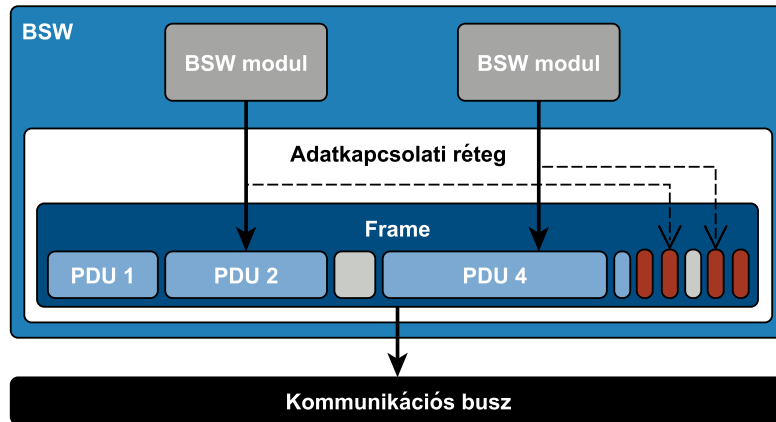 BSW
BSW modul
BSW modul
Adatkapcsolati réteg
Frame
PDU 1
PDU 2
PDU 4
Kommunikációs busz